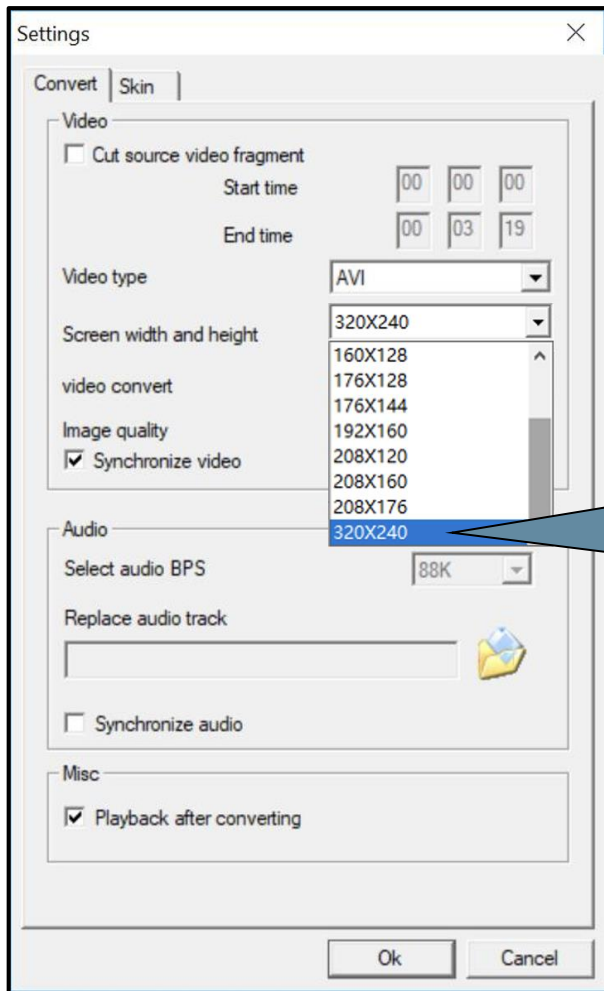 Settings
Convert Skin
Video
Cut source video fragment
Start time 00 00 00
End time 00 03 19
Video type AVI
Screen width and height 320X240
160X128
176X128
176X144
192X160
208X120
208X160
208X176
320X240
video convert
Image quality
Synchronize video
Audio
Select audio BPS 88K
Replace audio track
Synchronize audio
Misc
Playback after converting
Ok Cancel